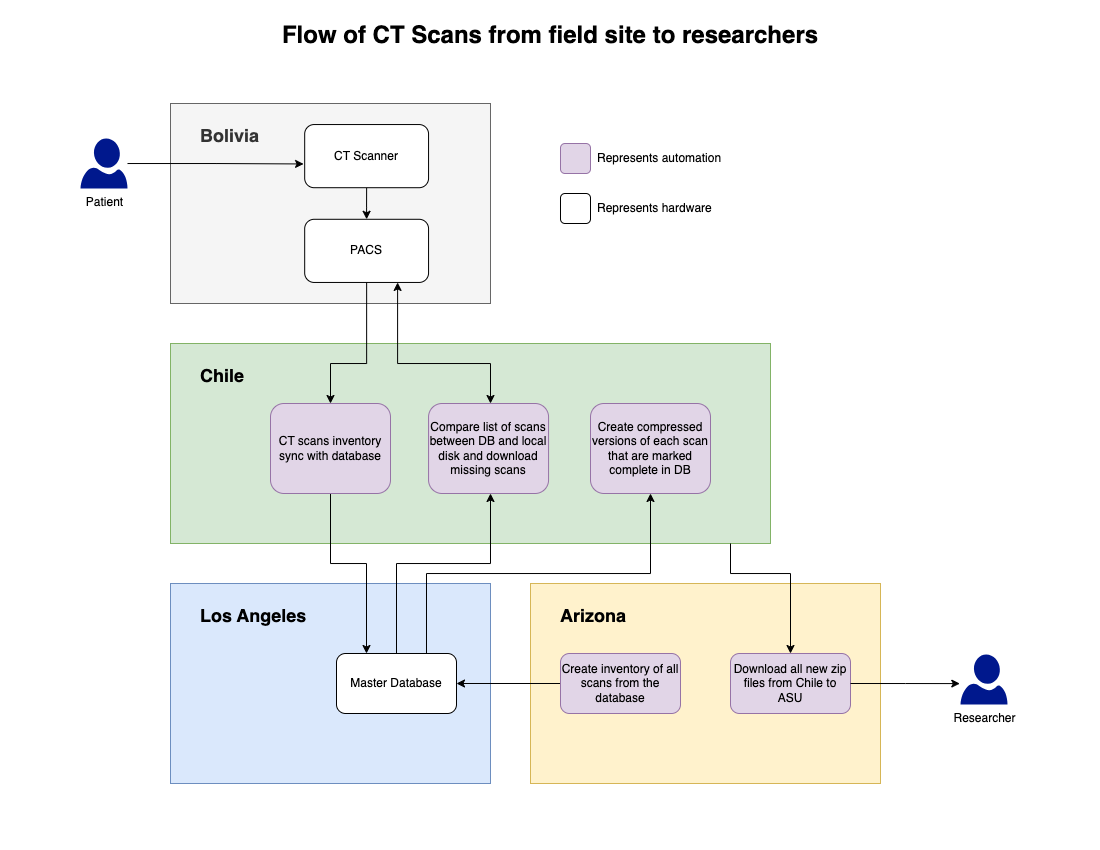 Flow of CT Scans from field site to researchers
Bolivia
CT Scanner
Patient
PACS
Represents automation
Represents hardware
Chile
CT scans inventory
sync with database
Compare list of scans
between DB and local
disk and download
missing scans
Create compressed
versions of each scan
that are marked
complete in DB
Los Angeles
Master Database
Arizona
Create inventory of all
scans from the
database
Download all new zip
files from Chile to
ASU
Researcher